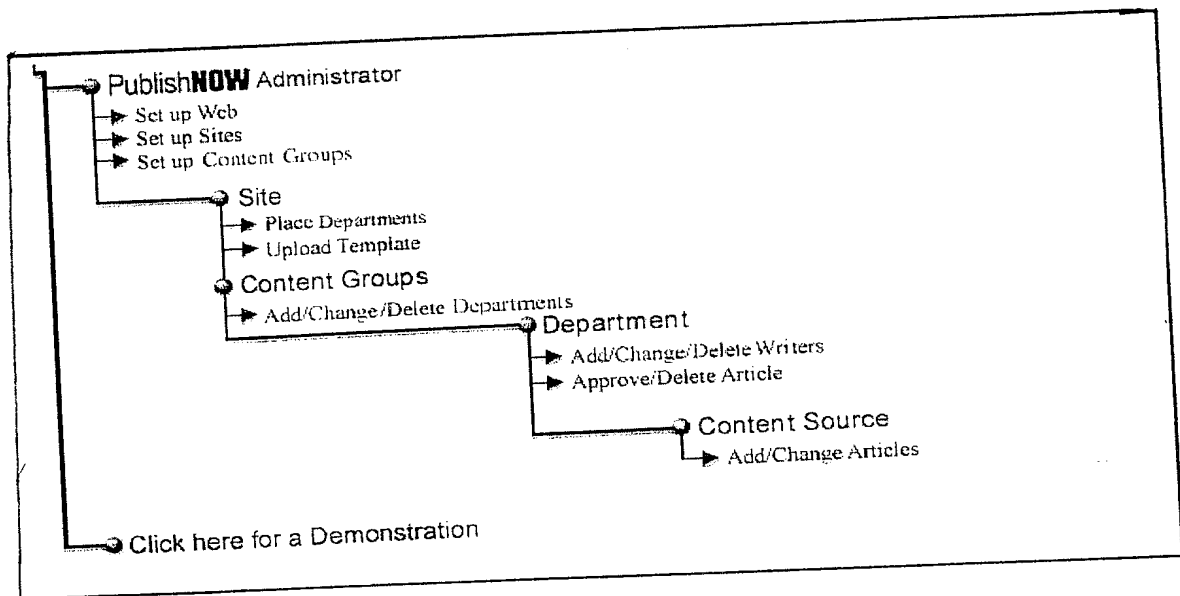 PublishNOW Administrator
Set up Web
Set up Sites
Set up Content Groups
Site
Place Departments
Upload Template
Content Groups
Add/Change/Delete Departments
Department
Add/Change/Delete Writers
Approve/Delete Article
Content Source
Add/Change Articles
Click here for a Demonstration